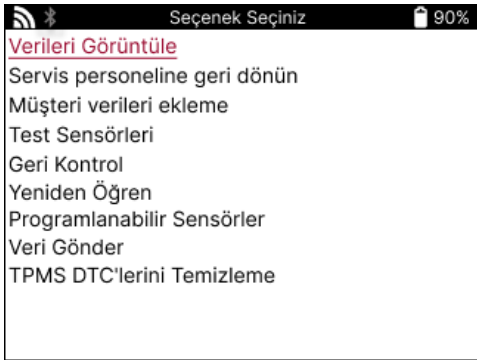 Seçenek Seçiniz 90%
Verileri Görüntüle
Servis personeline geri dönün
Müşteri verileri ekleme
Test Sensörleri
Geri Kontrol
Yeniden Öğren
Programlanabilir Sensörler
Veri Gönder
TPMS DTC'lerini Temizleme